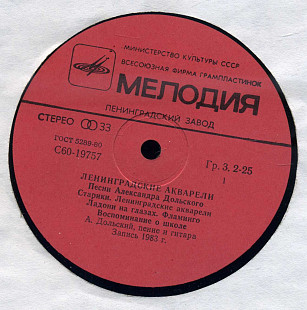 МИНИСТЕРСТВО КУЛЬТУРЫ СССР
ВСЕСОЮЗНАЯ ФИРМА ГРАМПЛАСТИНОК
МЕЛОДИЯ
ЛЕНИНГРАДСКИЙ ЗАВОД
СТЕРЕО 33
ГОСТ 5289-80
С60-19757
Гр. 3, 2-25
1
ЛЕНИНГРАДСКИЕ АКВАРЕЛИ
Песни Александра Дольского
Старики. Ленинградские акварели
Ладони на глазах. Фламинго
Воспоминание о школе
А. Дольский, пение и гитара
Запись 1983 г.